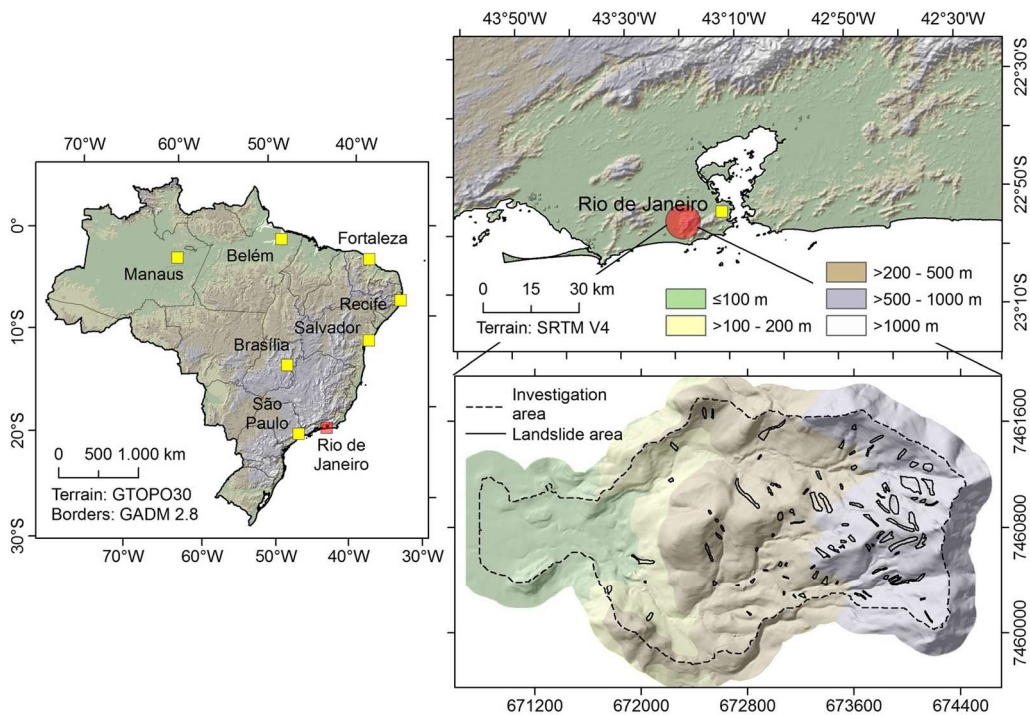 70°W 60°W 50°W 40°W
0°
10°S
20°S
30°S
Fortaleza
Belém
Manaus
Recife
Salvador
Brasília
São
Paulo
Rio de
Janeiro
0 500 1.000 km
Terrain: GTOPO30
Borders: GADM 2.8
70°W 60°W 50°W 40°W 30°W
43°50'W 43°30'W 43°10'W 42°50'W 42°30'W
22°30'S
22°50'S
23°10'S
Rio de Janeiro
0 15 30 km
Terrain: SRTM V4
≤100 m
>100 - 200 m
>200 - 500 m
>500 - 1000 m
>1000 m
Investigation
area
Landslide area
7461600
7460800
7460000
671200 672000 672800 673600 674400